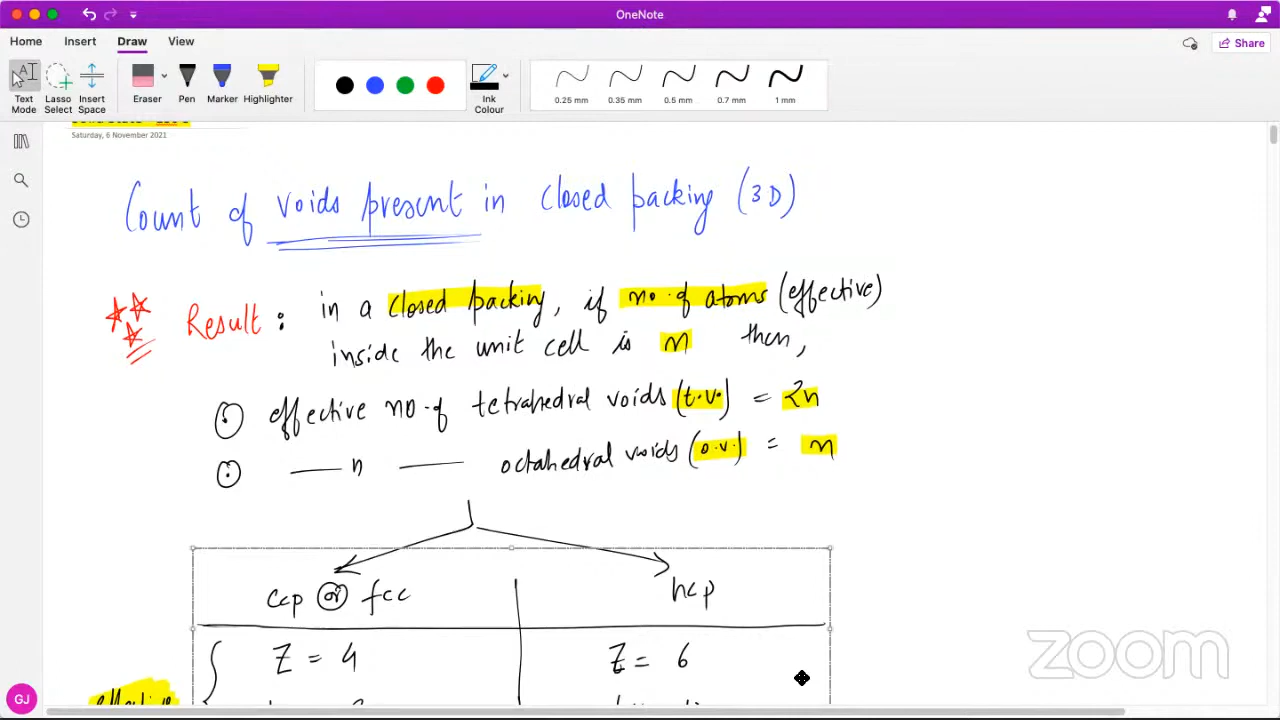 OneNote
Home Insert Draw View
Share
Text Mode
Lasso Select
Insert Space
Eraser
Pen
Marker
Highlighter
Ink Colour
0.25 mm
0.35 mm
0.5 mm
0.7 mm
1 mm
Saturday, 6 November 2021
Count of voids present in closed packing (3D)
Result : in a closed packing, if no. of atoms (effective)
inside the unit cell is n then,
effective no. of tetrahedral voids (t.v.) = 2n
—— n —— octahedral voids (o.v.) = n
ccp or fcc
hcp
Z = 4
Z = 6
effective
zoom
GJ